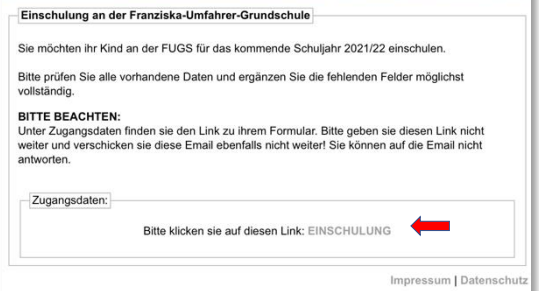 Einschulung an der Franziska-Umfahrer-Grundschule
Sie möchten ihr Kind an der FUGS für das kommende Schuljahr 2021/22 einschulen.
Bitte prüfen Sie alle vorhandene Daten und ergänzen Sie die fehlenden Felder möglichst
vollständig.
BITTE BEACHTEN:
Unter Zugangsdaten finden sie den Link zu ihrem Formular. Bitte geben sie diesen Link nicht
weiter und verschicken sie diese Email ebenfalls nicht weiter! Sie können auf die Email nicht
antworten.
Zugangsdaten:
Bitte klicken sie auf diesen Link: EINSCHULUNG
Impressum | Datenschutz